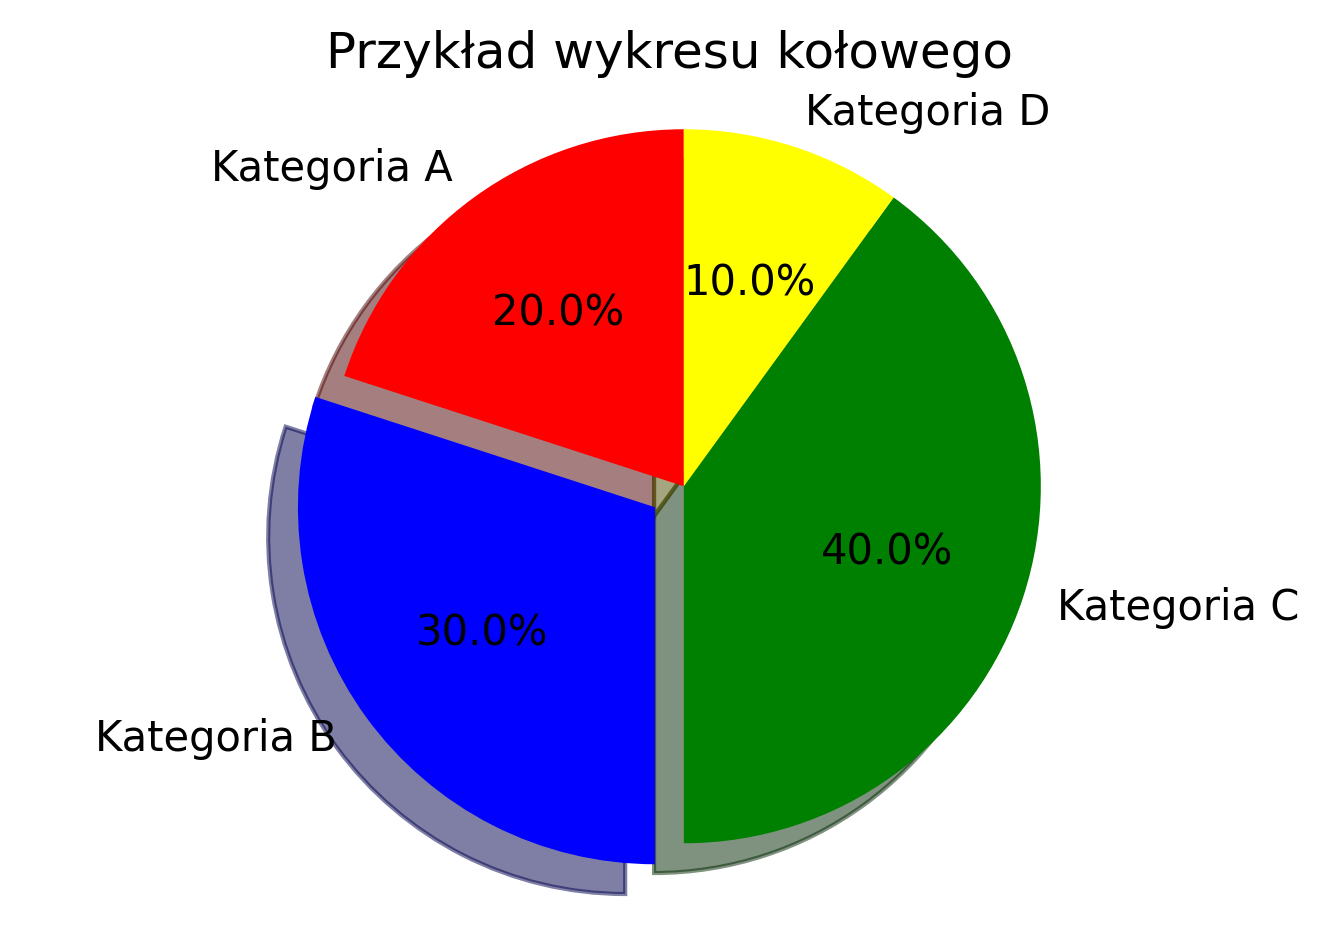 Przykład wykresu kołowego
Kategoria D
Kategoria A
10.0%
20.0%
40.0%
Kategoria C
30.0%
Kategoria B